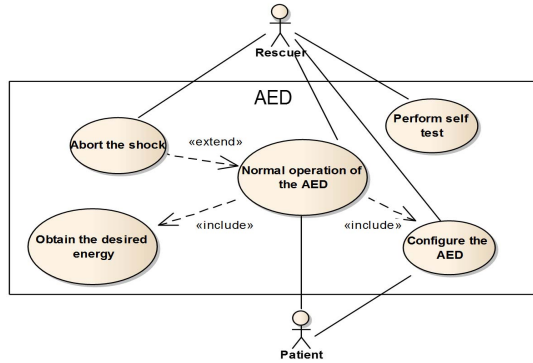 Rescuer
AED
Perform self
test
Abort the shock
«extend»
Normal operation of
the AED
«include»
«include»
Obtain the desired
energy
Configure the
AED
Patient